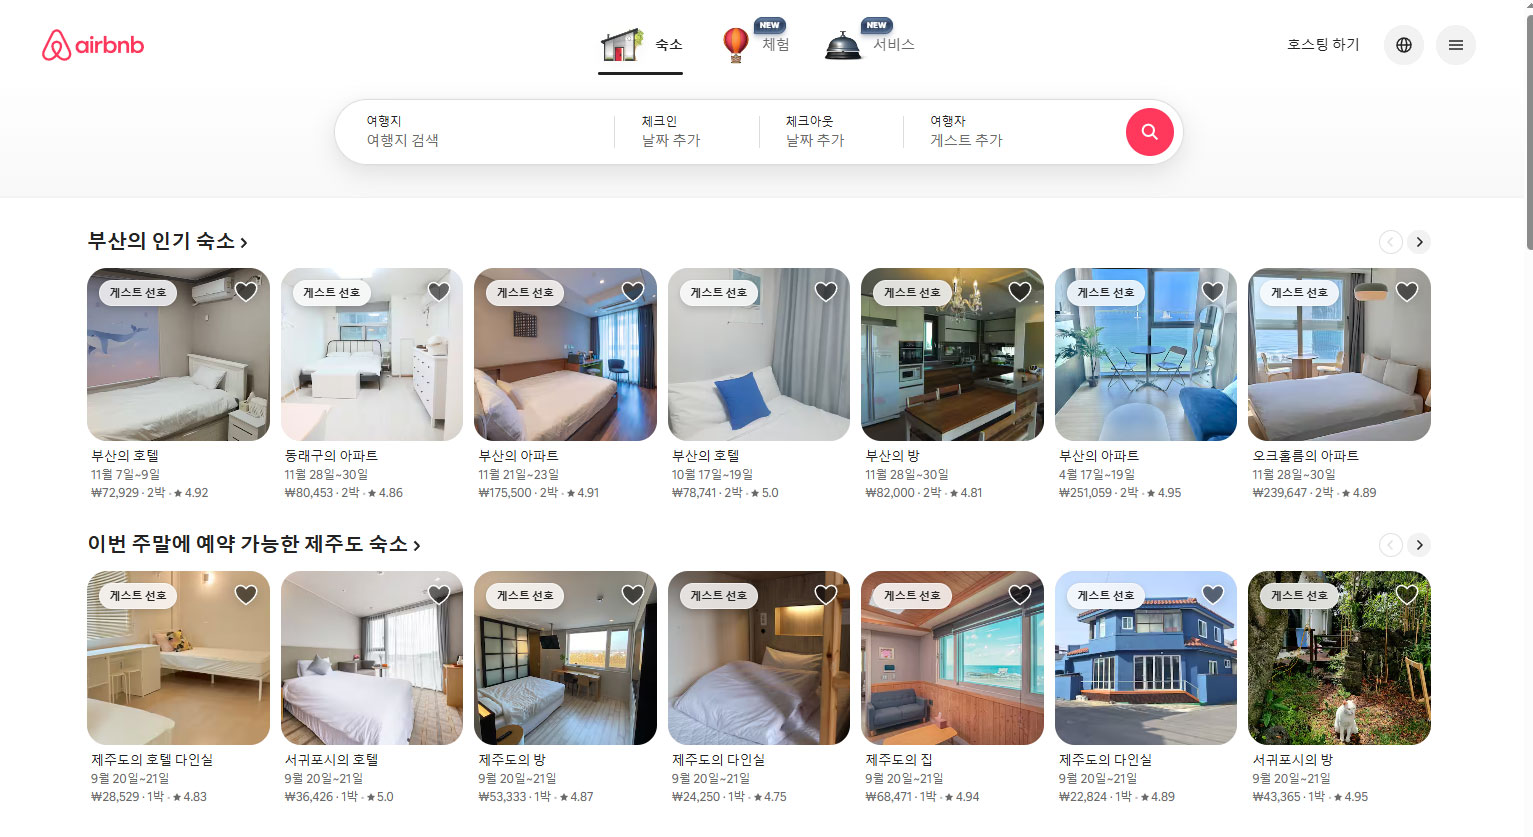 airbnb
숙소
NEW
체험
NEW
서비스
호스팅 하기
여행지
여행지 검색
체크인
날짜 추가
체크아웃
날짜 추가
여행자
게스트 추가
부산의 인기 숙소 ›
게스트 선호
부산의 호텔
11월 7일~9일
₩72,929 · 2박 · ★ 4.92
게스트 선호
동래구의 아파트
11월 28일~30일
₩80,453 · 2박 · ★ 4.86
게스트 선호
부산의 아파트
11월 21일~23일
₩175,500 · 2박 · ★ 4.91
게스트 선호
부산의 호텔
10월 17일~19일
₩78,741 · 2박 · ★ 5.0
게스트 선호
부산의 방
11월 28일~30일
₩82,000 · 2박 · ★ 4.81
게스트 선호
부산의 아파트
4월 17일~19일
₩251,059 · 2박 · ★ 4.95
게스트 선호
오크홀름의 아파트
11월 28일~30일
₩239,647 · 2박 · ★ 4.89
이번 주말에 예약 가능한 제주도 숙소 ›
게스트 선호
제주도의 호텔 다인실
9월 20일~21일
₩28,529 · 1박 · ★ 4.83
게스트 선호
서귀포시의 호텔
9월 20일~21일
₩36,426 · 1박 · ★ 5.0
게스트 선호
제주도의 방
9월 20일~21일
₩53,333 · 1박 · ★ 4.87
게스트 선호
제주도의 다인실
9월 20일~21일
₩24,250 · 1박 · ★ 4.75
게스트 선호
제주도의 집
9월 20일~21일
₩68,471 · 1박 · ★ 4.94
게스트 선호
제주도의 다인실
9월 20일~21일
₩22,824 · 1박 · ★ 4.89
게스트 선호
서귀포시의 방
9월 20일~21일
₩43,365 · 1박 · ★ 4.95